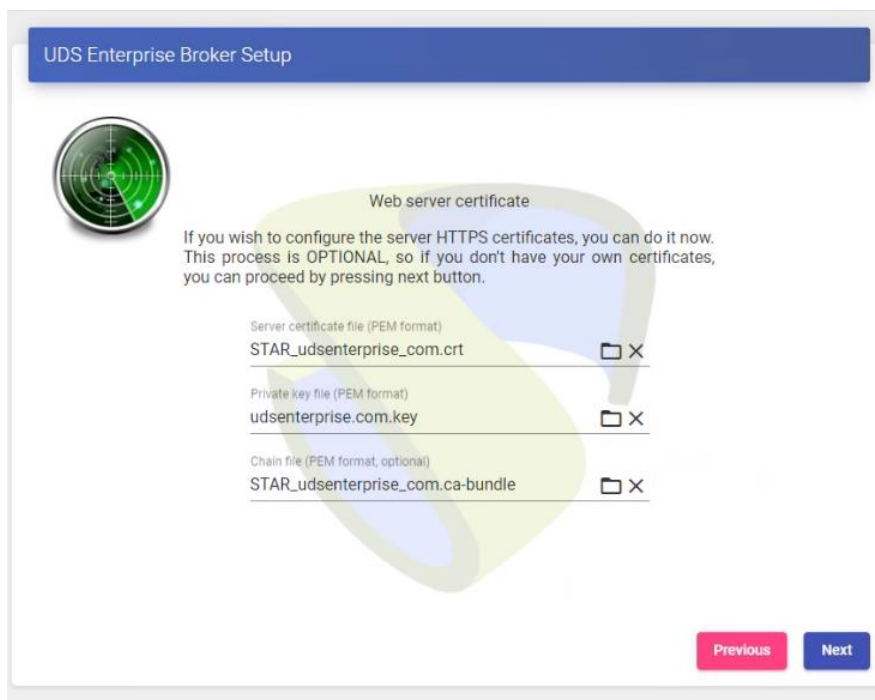 UDS Enterprise Broker Setup
Web server certificate
If you wish to configure the server HTTPS certificates, you can do it now.
This process is OPTIONAL, so if you don't have your own certificates,
you can proceed by pressing next button.
Server certificate file (PEM format)
STAR_udsenterprise_com.crt
Private key file (PEM format)
udsenterprise.com.key
Chain file (PEM format, optional)
STAR_udsenterprise_com.ca-bundle
Previous
Next